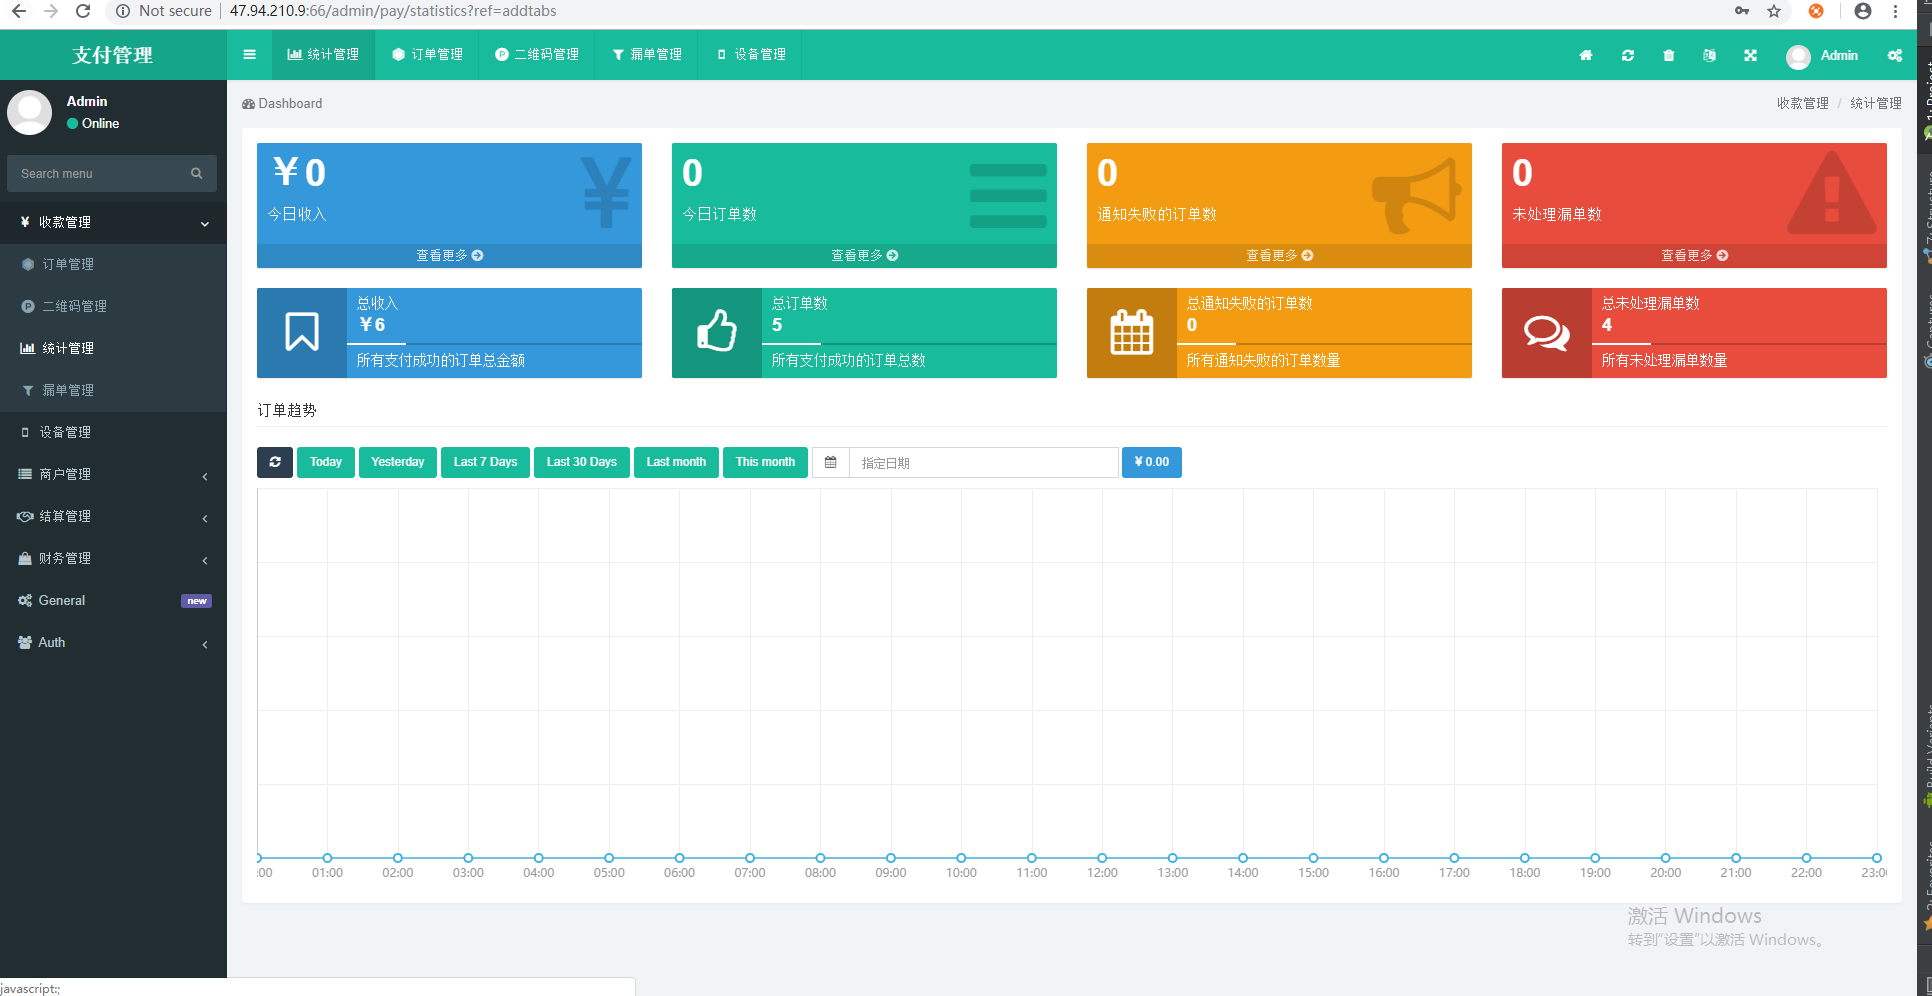 Not secure | 47.94.210.9:66/admin/pay/statistics?ref=addtabs
支付管理
统计管理
订单管理
二维码管理
漏单管理
设备管理
Admin
Admin
Online
Search menu
收款管理
订单管理
二维码管理
统计管理
漏单管理
设备管理
商户管理
结算管理
财务管理
General
new
Auth
Dashboard
收款管理 / 统计管理
¥0
今日收入
查看更多
0
今日订单数
查看更多
0
通知失败的订单数
查看更多
0
未处理漏单数
查看更多
总收入
¥6
所有支付成功的订单总金额
总订单数
5
所有支付成功的订单总数
总通知失败的订单数
0
所有通知失败的订单数量
总未处理漏单数
4
所有未处理漏单数量
订单趋势
Today
Yesterday
Last 7 Days
Last 30 Days
Last month
This month
指定日期
¥ 0.00
:00 01:00 02:00 03:00 04:00 05:00 06:00 07:00 08:00 09:00 10:00 11:00 12:00 13:00 14:00 15:00 16:00 17:00 18:00 19:00 20:00 21:00 22:00 23:0
激活 Windows
转到"设置"以激活 Windows。
javascript:;
1: Project
7: Structure
Captures
Build Variants
2: Favorites